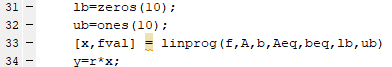 31 – lb=zeros(10);
32 – ub=ones(10);
33 – [x,fval] = linprog(f,A,b,Aeq,beq,lb,ub)
34 – y=r*x;